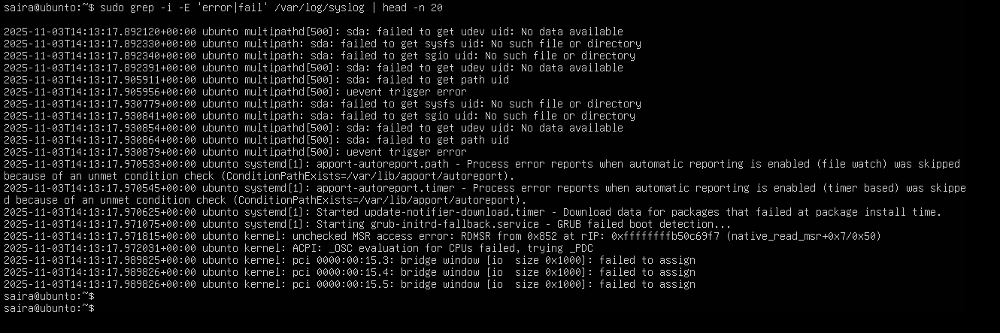 saira@ubunto:~$ sudo grep -i -E 'error|fail' /var/log/syslog | head -n 20
2025-11-03T14:13:17.892120+00:00 ubunto multipathd[500]: sda: failed to get udev uid: No data available
2025-11-03T14:13:17.892330+00:00 ubunto multipath: sda: failed to get sysfs uid: No such file or directory
2025-11-03T14:13:17.892340+00:00 ubunto multipath: sda: failed to get sgio uid: No such file or directory
2025-11-03T14:13:17.892391+00:00 ubunto multipathd[500]: sda: failed to get udev uid: No data available
2025-11-03T14:13:17.905911+00:00 ubunto multipathd[500]: sda: failed to get path uid
2025-11-03T14:13:17.905956+00:00 ubunto multipathd[500]: uevent trigger error
2025-11-03T14:13:17.930779+00:00 ubunto multipath: sda: failed to get sysfs uid: No such file or directory
2025-11-03T14:13:17.930841+00:00 ubunto multipath: sda: failed to get sgio uid: No such file or directory
2025-11-03T14:13:17.930854+00:00 ubunto multipathd[500]: sda: failed to get udev uid: No data available
2025-11-03T14:13:17.930864+00:00 ubunto multipathd[500]: sda: failed to get path uid
2025-11-03T14:13:17.930879+00:00 ubunto multipathd[500]: uevent trigger error
2025-11-03T14:13:17.970533+00:00 ubunto systemd[1]: apport-autoreport.path - Process error reports when automatic reporting is enabled (file watch) was skipped
because of an unmet condition check (ConditionPathExists=/var/lib/apport/autoreport).
2025-11-03T14:13:17.970545+00:00 ubunto systemd[1]: apport-autoreport.timer - Process error reports when automatic reporting is enabled (timer based) was skippe
d because of an unmet condition check (ConditionPathExists=/var/lib/apport/autoreport).
2025-11-03T14:13:17.970625+00:00 ubunto systemd[1]: Started update-notifier-download.timer - Download data for packages that failed at package install time.
2025-11-03T14:13:17.971075+00:00 ubunto systemd[1]: Starting grub-initrd-fallback.service - GRUB failed boot detection...
2025-11-03T14:13:17.971815+00:00 ubunto kernel: unchecked MSR access error: RDMSR from 0x852 at rIP: 0xffffffffb50c69f7 (native_read_msr+0x7/0x50)
2025-11-03T14:13:17.972031+00:00 ubunto kernel: ACPI: _OSC evaluation for CPUs failed, trying _PDC
2025-11-03T14:13:17.989825+00:00 ubunto kernel: pci 0000:00:15.3: bridge window [io  size 0x1000]: failed to assign
2025-11-03T14:13:17.989826+00:00 ubunto kernel: pci 0000:00:15.4: bridge window [io  size 0x1000]: failed to assign
2025-11-03T14:13:17.989826+00:00 ubunto kernel: pci 0000:00:15.5: bridge window [io  size 0x1000]: failed to assign
saira@ubunto:~$
saira@ubunto:~$